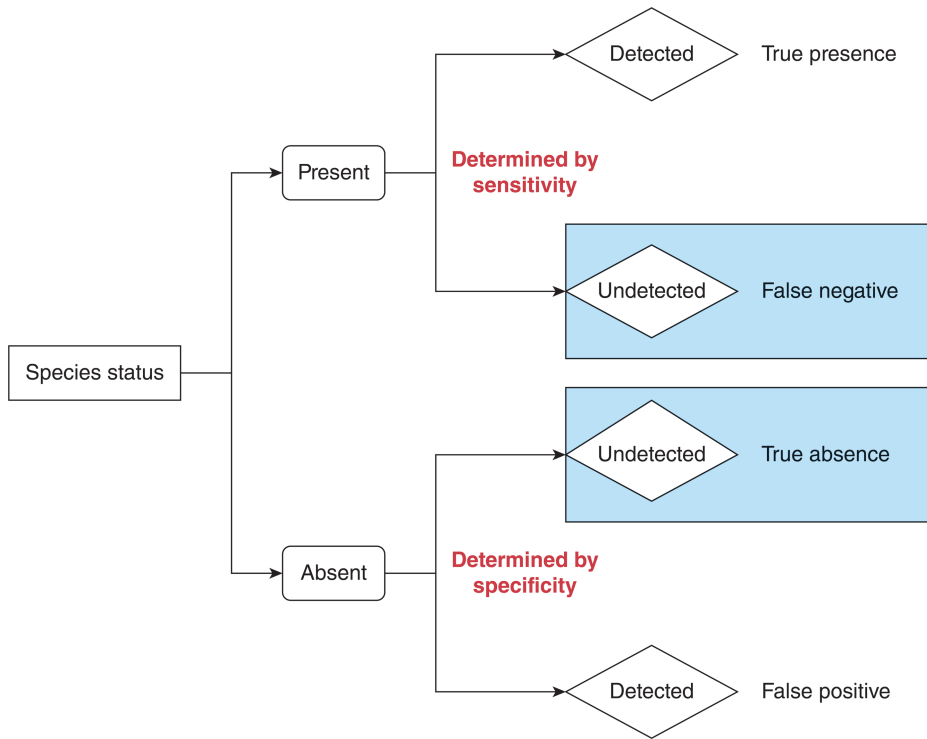 Detected
True presence
Present
Determined by
sensitivity
Undetected
False negative
Species status
Undetected
True absence
Absent
Determined by
specificity
Detected
False positive